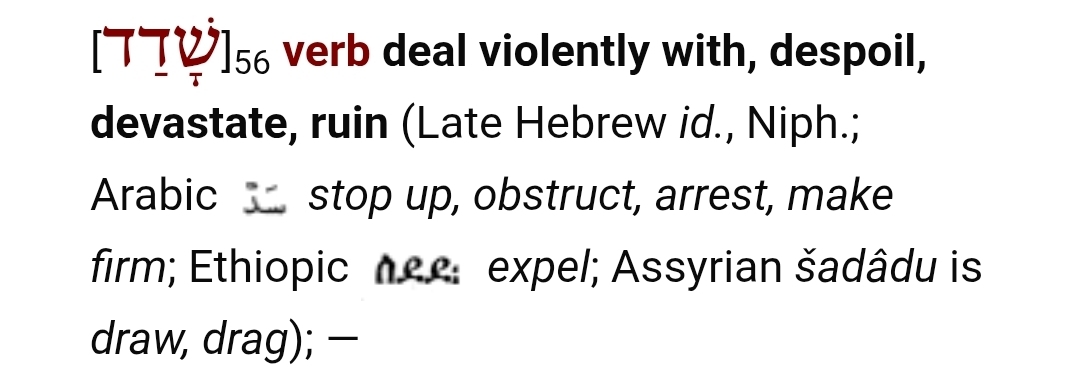 [שָׁדַד]56 verb deal violently with, despoil,
devastate, ruin (Late Hebrew id., Niph.;
Arabic سَدَّ stop up, obstruct, arrest, make
firm; Ethiopic ሰደደ፡ expel; Assyrian šadâdu is
draw, drag); —